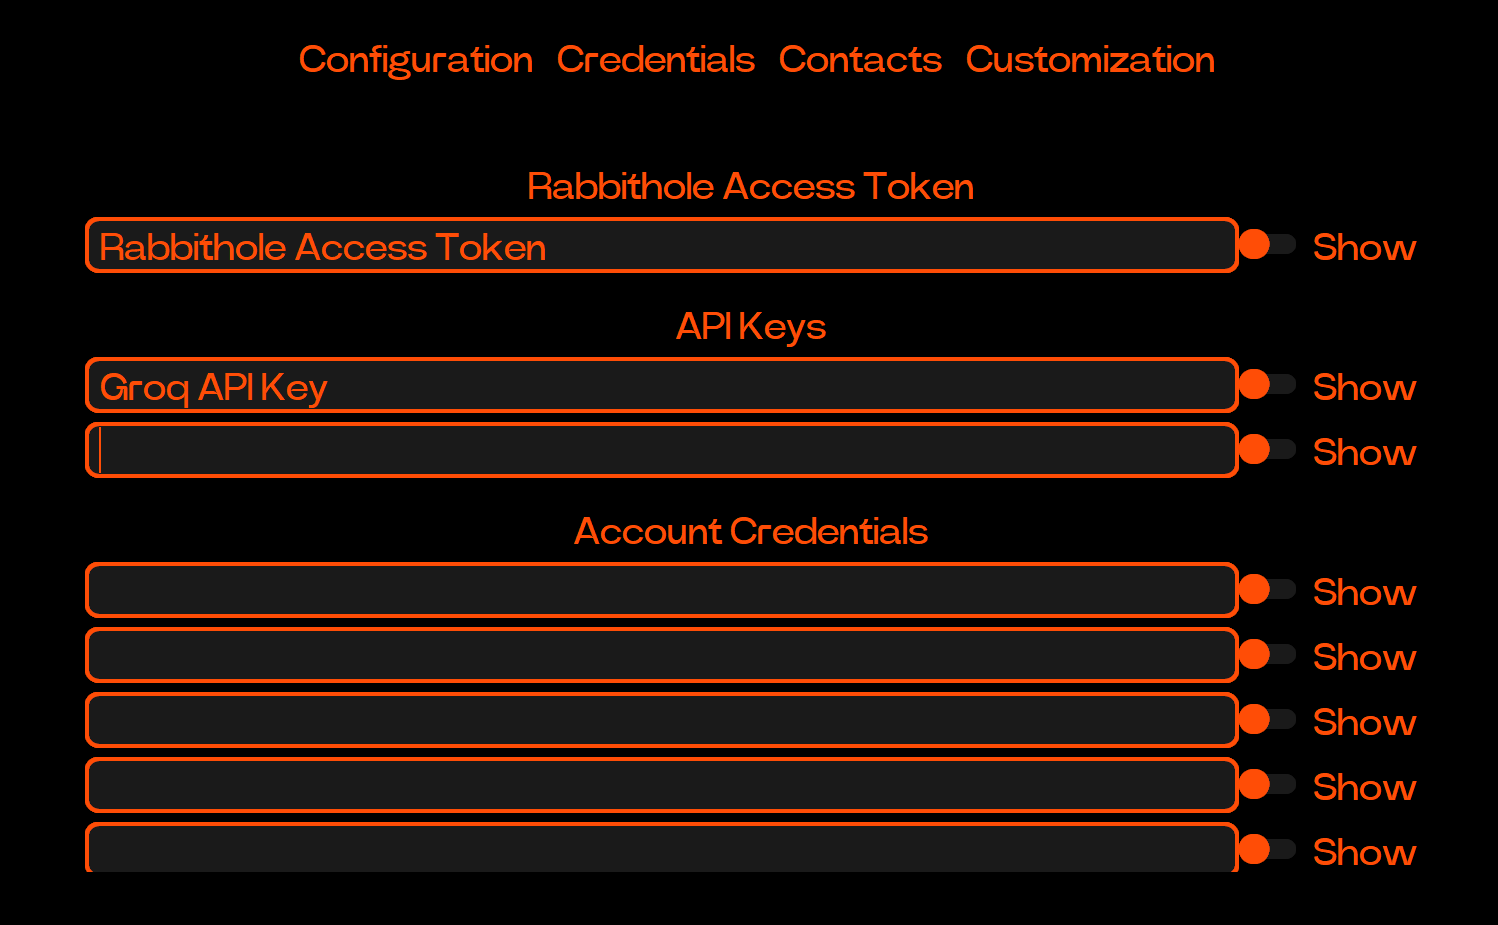 Configuration Credentials Contacts Customization
Rabbithole Access Token
Rabbithole Access Token Show
API Keys
Groq API Key Show
Show
Account Credentials
Show
Show
Show
Show
Show